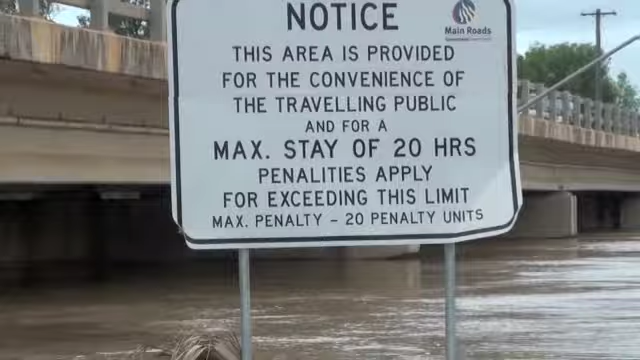 NOTICE
Main Roads
THIS AREA IS PROVIDED
FOR THE CONVENIENCE OF
THE TRAVELLING PUBLIC
AND FOR A
MAX. STAY OF 20 HRS
PENALITIES APPLY
FOR EXCEEDING THIS LIMIT
MAX. PENALTY - 20 PENALTY UNITS